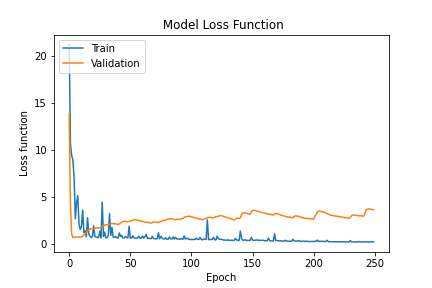 Model Loss Function
Train
Validation
20
15
10
5
0
Loss function
0 50 100 150 200 250
Epoch